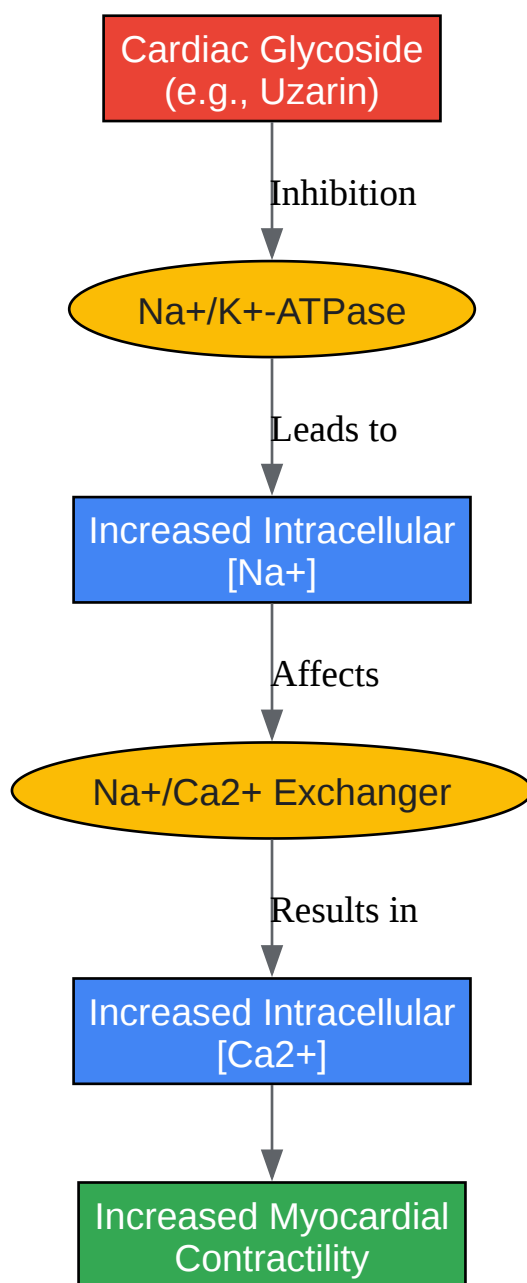 Cardiac Glycoside
(e.g., Uzarin)
Inhibition
Na+/K+-ATPase
Leads to
Increased Intracellular
[Na+]
Affects
Na+/Ca2+ Exchanger
Results in
Increased Intracellular
[Ca2+]
Increased Myocardial
Contractility